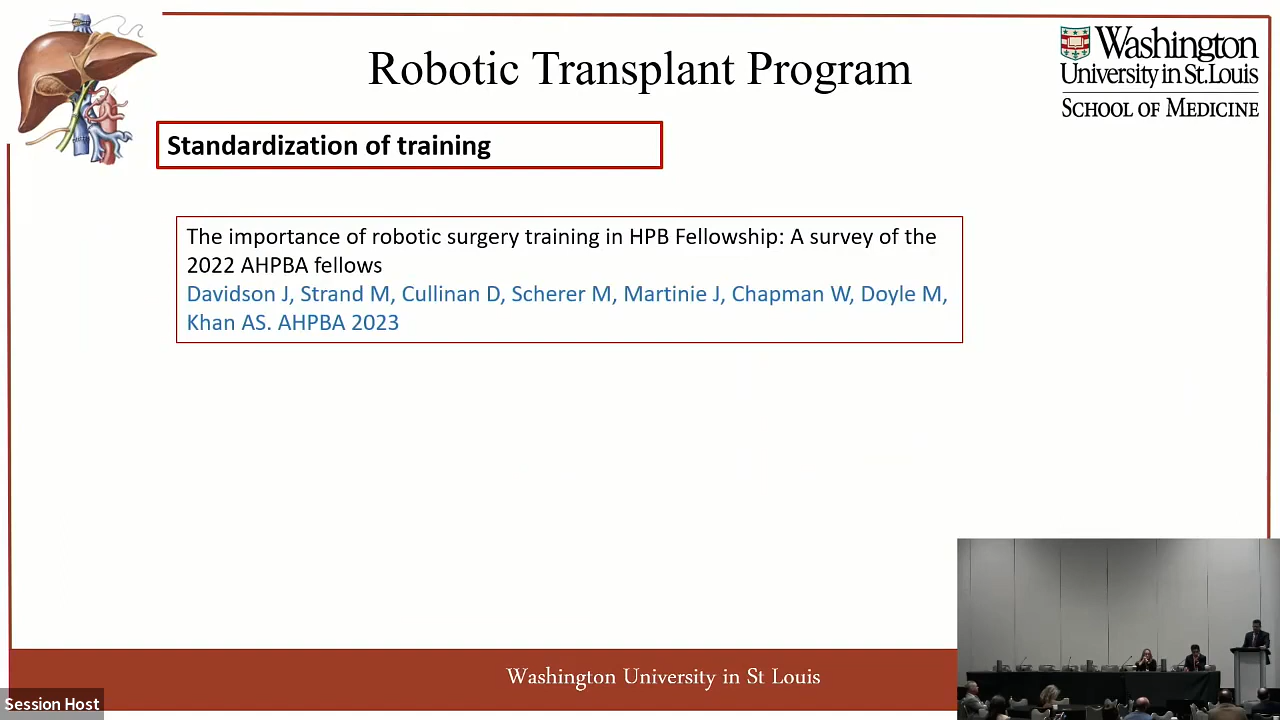 Robotic Transplant Program
Washington
University in St. Louis
SCHOOL OF MEDICINE
Standardization of training
The importance of robotic surgery training in HPB Fellowship: A survey of the
2022 AHPBA fellows
Davidson J, Strand M, Cullinan D, Scherer M, Martinie J, Chapman W, Doyle M,
Khan AS. AHPBA 2023
Washington University in St Louis
Session Host